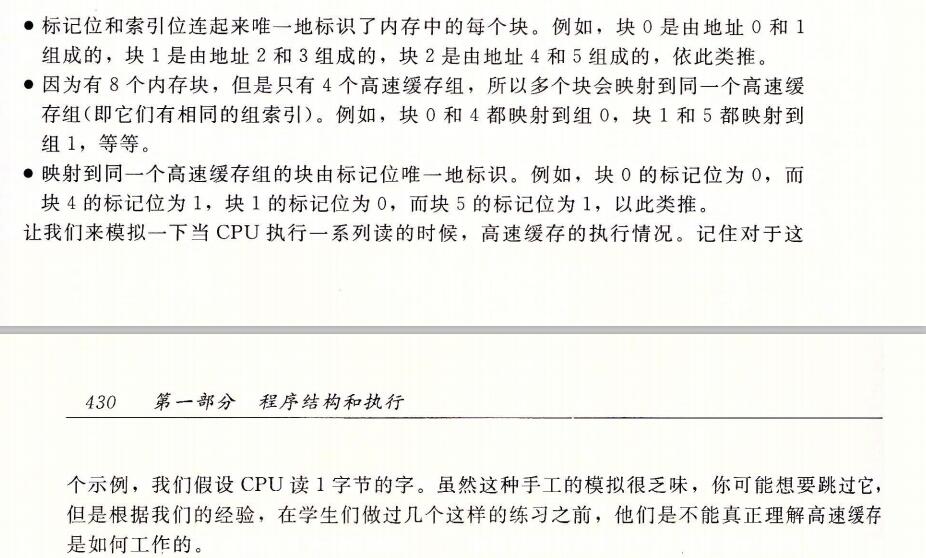 ● 标记位和索引位连起来唯一地标识了内存中的每个块。例如，块 0 是由地址 0 和 1
组成的，块 1 是由地址 2 和 3 组成的，块 2 是由地址 4 和 5 组成的，依此类推。
● 因为有 8 个内存块，但是只有 4 个高速缓存组，所以多个块会映射到同一个高速缓
存组(即它们有相同的组索引)。例如，块 0 和 4 都映射到组 0，块 1 和 5 都映射到
组 1，等等。
● 映射到同一个高速缓存组的块由标记位唯一地标识。例如，块 0 的标记位为 0，而
块 4 的标记位为 1，块 1 的标记位为 0，而块 5 的标记位为 1，以此类推。
让我们来模拟一下当 CPU 执行一系列读的时候，高速缓存的执行情况。记住对于这
430 第一部分 程序结构和执行
个示例，我们假设 CPU 读 1 字节的字。虽然这种手工的模拟很乏味，你可能想要跳过它，
但是根据我们的经验，在学生们做过几个这样的练习之前，他们是不能真正理解高速缓存
是如何工作的。